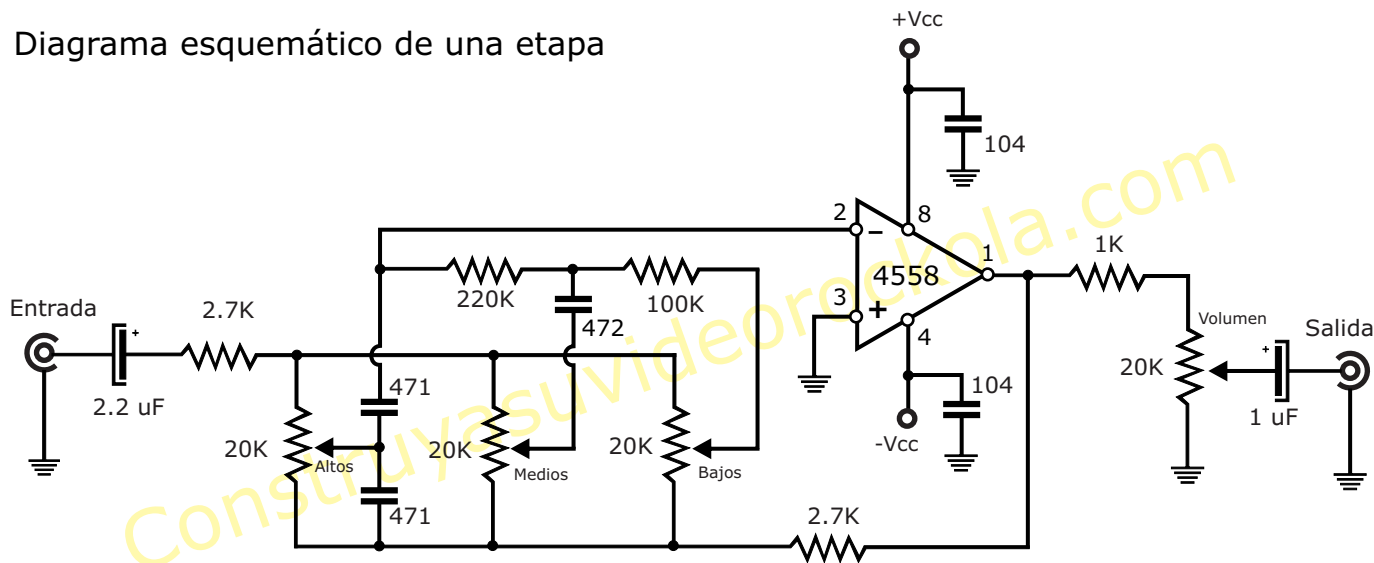 Diagrama esquemático de una etapa
+Vcc
104
2
8
−
4558
1
1K
3
+
4
220K
100K
472
Entrada
2.7K
+
2.2 uF
471
20K
Altos
20K
Medios
20K
Bajos
471
2.7K
104
-Vcc
Volumen
20K
+
1 uF
Salida
Construyasuvideorockola.com